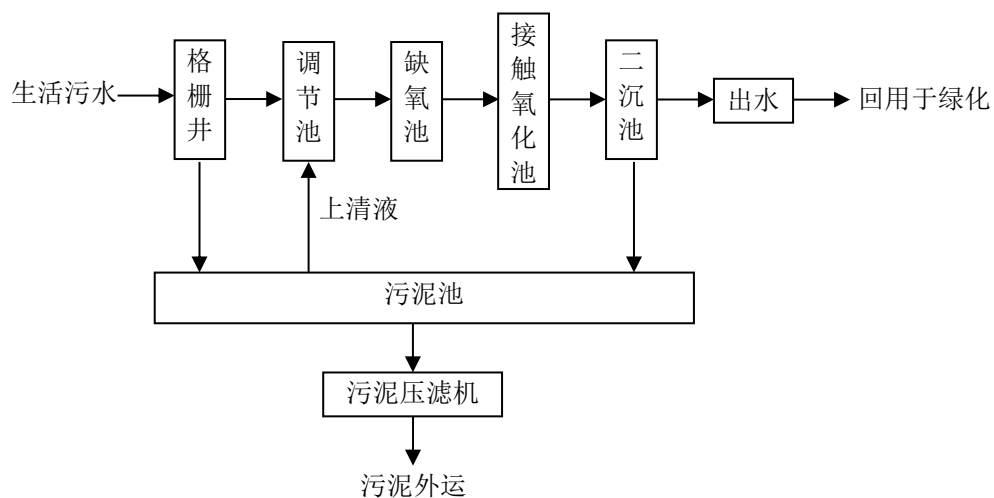 生活污水
格栅井
调节池
缺氧池
接触氧化池
二沉池
出水
回用于绿化
上清液
污泥池
污泥压滤机
污泥外运